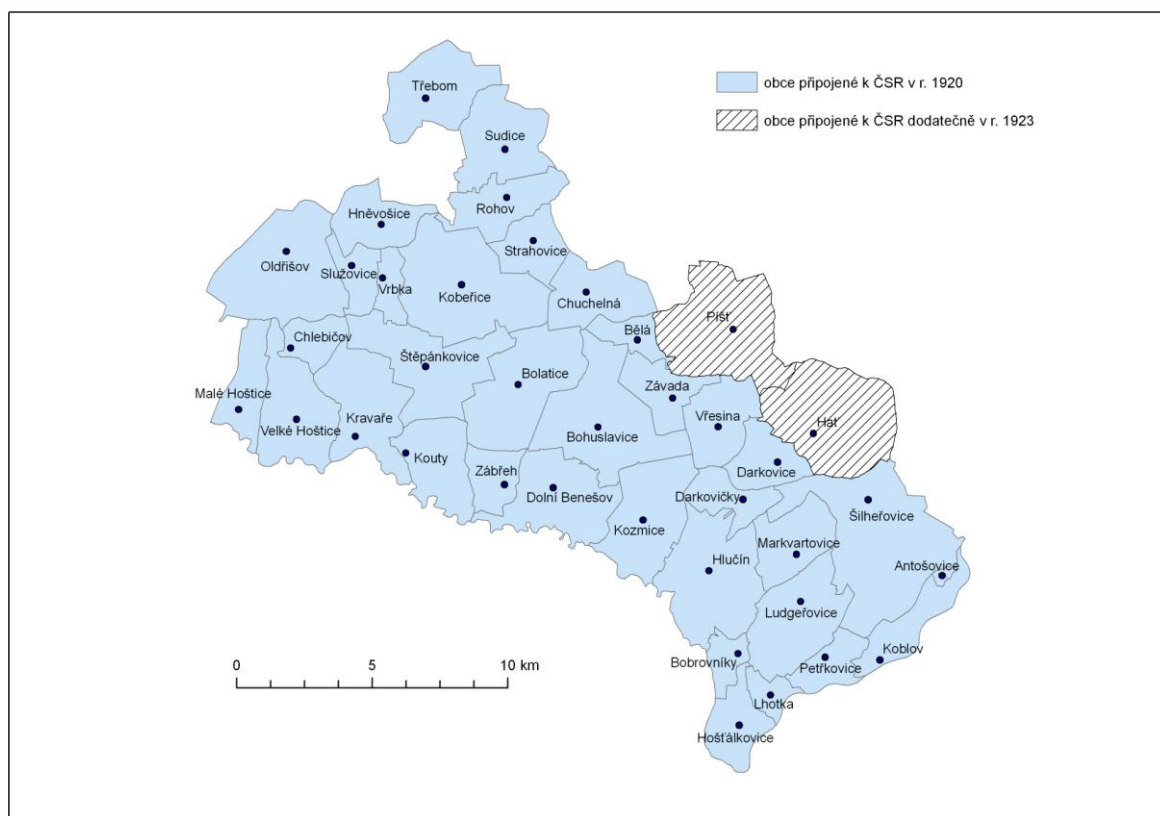 Třebom
obce připojené k ČSR v r. 1920
obce připojené k ČSR dodatečně v r. 1923
Sudice
Rohov
Hněvošice
Strahovice
Oldřišov
Služovice
Vrbka
Kobeřice
Chuchelná
Píšť
Bělá
Chlebičov
Štěpánkovice
Bolatice
Závada
Malé Hoštice
Velké Hoštice
Kravaře
Vřesina
Hať
Bohuslavice
Kouty
Zábřeh
Darkovice
Dolní Benešov
Darkovičky
Šilheřovice
Kozmice
Markvartovice
Hlučín
Antošovice
Ludgeřovice
Koblov
Bobrovníky
Petřkovice
0 5 10 km
Lhotka
Hošťálkovice